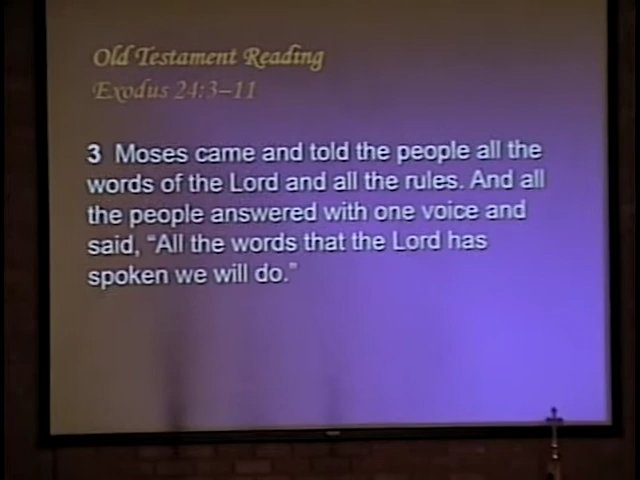 Old Testament Reading
Exodus 24:3–11
3 Moses came and told the people all the
words of the Lord and all the rules. And all
the people answered with one voice and
said, “All the words that the Lord has
spoken we will do.”